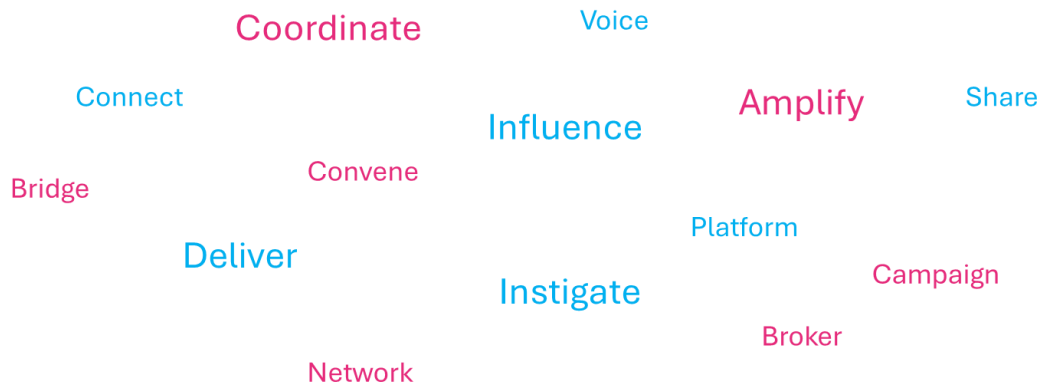 Coordinate
Voice
Connect
Amplify
Share
Influence
Convene
Bridge
Platform
Deliver
Campaign
Instigate
Broker
Network